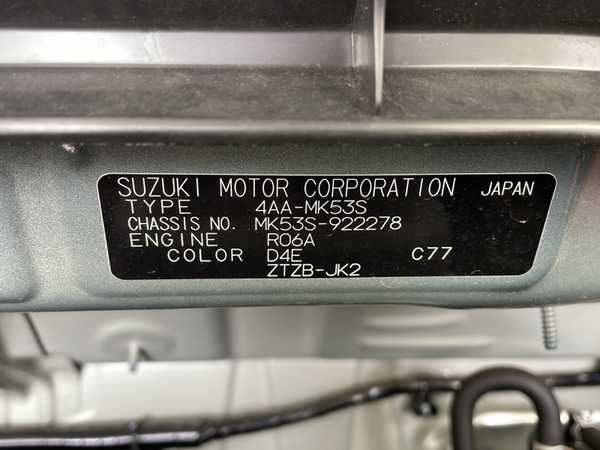 SUZUKI MOTOR CORPORATION JAPAN
TYPE 4AA-MK53S
CHASSIS NO. MK53S-922278
ENGINE R06A
COLOR D4E C77
ZTZB-JK2